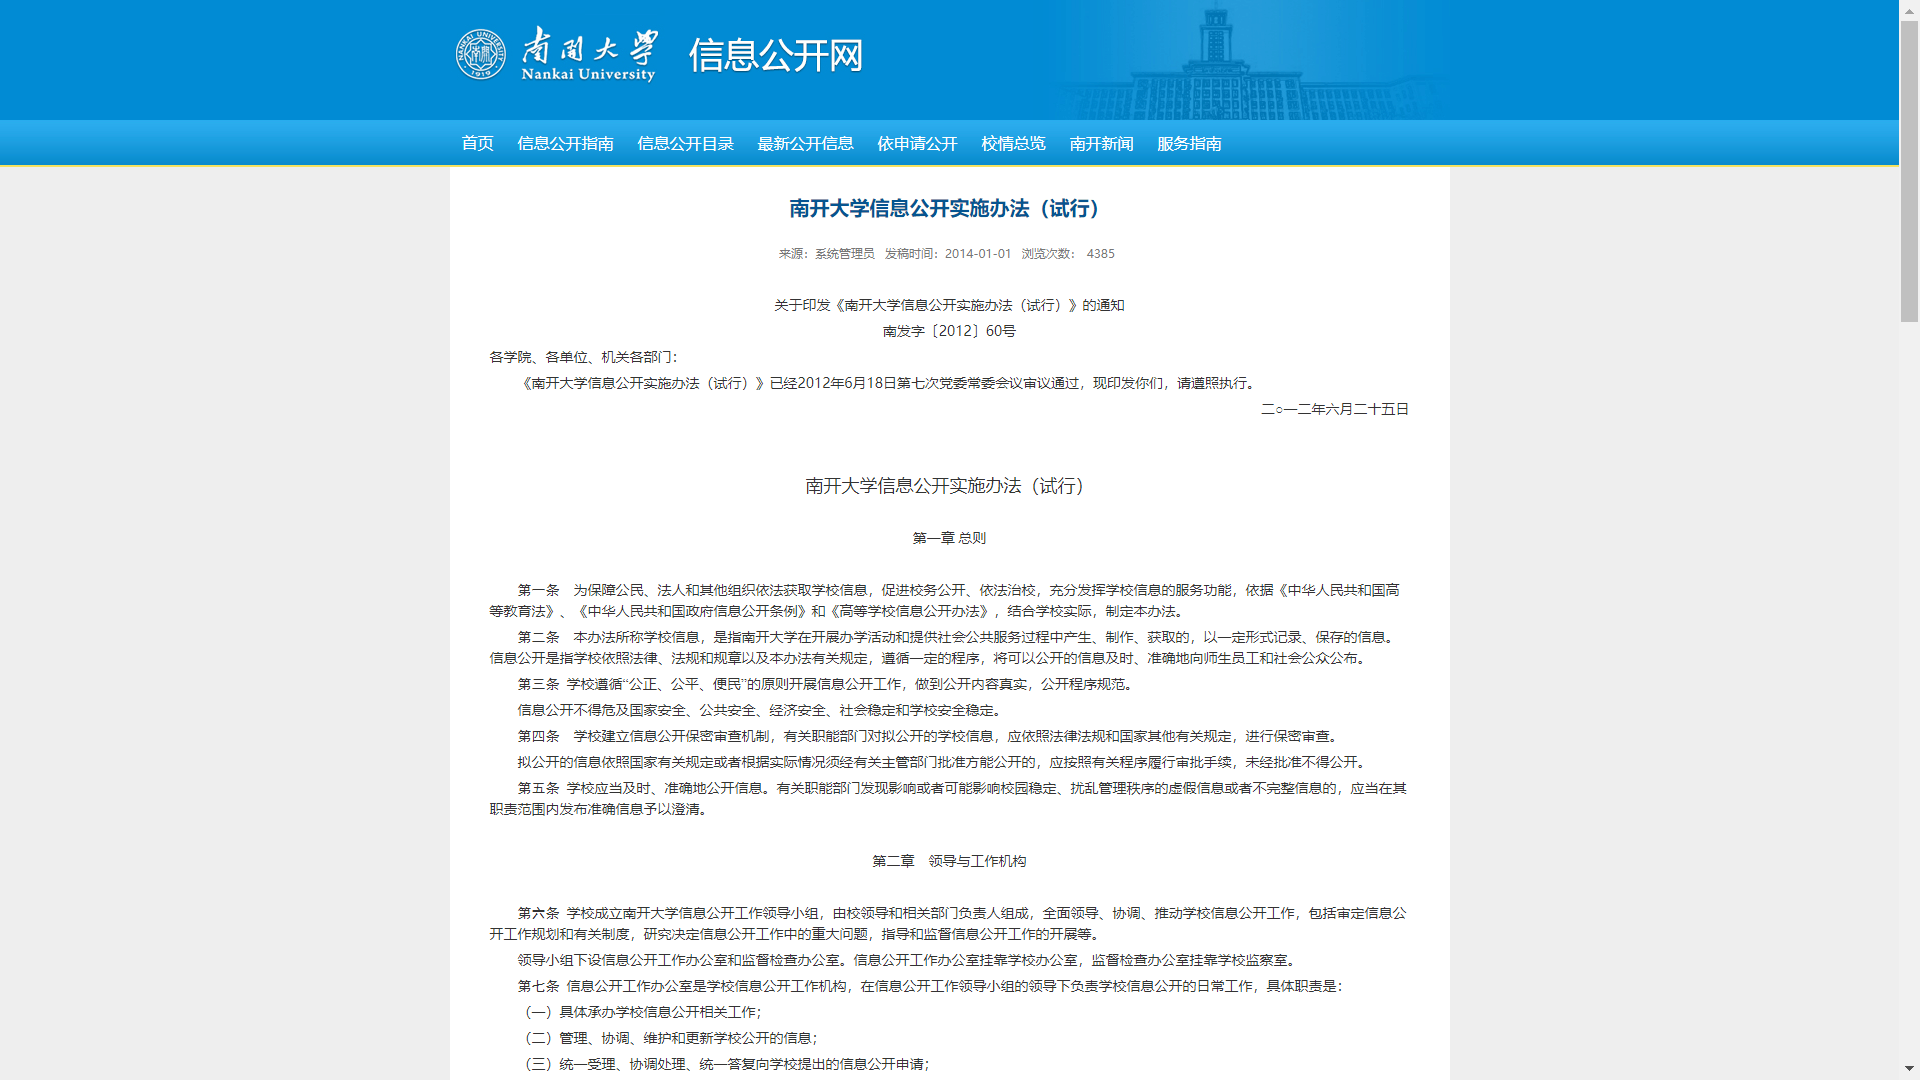 南开大学
Nankai University
信息公开网
NANKAI UNIVERSITY
1919
首页 信息公开指南 信息公开目录 最新公开信息 依申请公开 校情总览 南开新闻 服务指南
南开大学信息公开实施办法（试行）
来源：系统管理员 发稿时间：2014-01-01 浏览次数： 4385
关于印发《南开大学信息公开实施办法（试行）》的通知
南发字〔2012〕60号
各学院、各单位、机关各部门：
《南开大学信息公开实施办法（试行）》已经2012年6月18日第七次党委常委会议审议通过，现印发你们，请遵照执行。
二○一二年六月二十五日
南开大学信息公开实施办法（试行）
第一章 总则
第一条　为保障公民、法人和其他组织依法获取学校信息，促进校务公开、依法治校，充分发挥学校信息的服务功能，依据《中华人民共和国高
等教育法》、《中华人民共和国政府信息公开条例》和《高等学校信息公开办法》，结合学校实际，制定本办法。
第二条　本办法所称学校信息，是指南开大学在开展办学活动和提供社会公共服务过程中产生、制作、获取的，以一定形式记录、保存的信息。
信息公开是指学校依照法律、法规和规章以及本办法有关规定，遵循一定的程序，将可以公开的信息及时、准确地向师生员工和社会公众公布。
第三条 学校遵循“公正、公平、便民”的原则开展信息公开工作，做到公开内容真实，公开程序规范。
信息公开不得危及国家安全、公共安全、经济安全、社会稳定和学校安全稳定。
第四条　学校建立信息公开保密审查机制，有关职能部门对拟公开的学校信息，应依照法律法规和国家其他有关规定，进行保密审查。
拟公开的信息依照国家有关规定或者根据实际情况须经有关主管部门批准方能公开的，应按照有关程序履行审批手续，未经批准不得公开。
第五条 学校应当及时、准确地公开信息。有关职能部门发现影响或者可能影响校园稳定、扰乱管理秩序的虚假信息或者不完整信息的，应当在其
职责范围内发布准确信息予以澄清。
第二章　领导与工作机构
第六条 学校成立南开大学信息公开工作领导小组，由校领导和相关部门负责人组成，全面领导、协调、推动学校信息公开工作，包括审定信息公
开工作规划和有关制度，研究决定信息公开工作中的重大问题，指导和监督信息公开工作的开展等。
领导小组下设信息公开工作办公室和监督检查办公室。信息公开工作办公室挂靠学校办公室，监督检查办公室挂靠学校监察室。
第七条 信息公开工作办公室是学校信息公开工作机构，在信息公开工作领导小组的领导下负责学校信息公开的日常工作，具体职责是：
（一）具体承办学校信息公开相关工作；
（二）管理、协调、维护和更新学校公开的信息；
（三）统一受理、协调处理、统一答复向学校提出的信息公开申请；